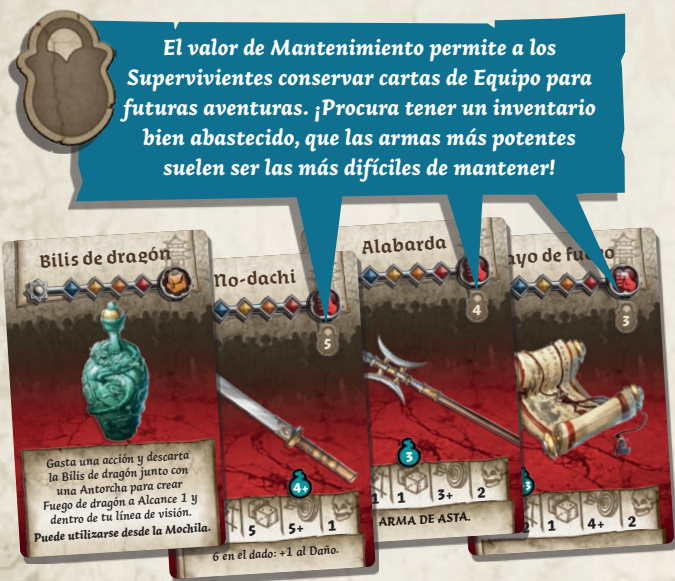 El valor de Mantenimiento permite a los
Supervivientes conservar cartas de Equipo para
futuras aventuras. ¡Procura tener un inventario
bien abastecido, que las armas más potentes
suelen ser las más difíciles de mantener!
Bilis de dragón
Gasta una acción y descarta
la Bilis de dragón junto con
una Antorcha para crear
Fuego de dragón a Alcance 1 y
dentro de tu línea de visión.
Puede utilizarse desde la Mochila.
No-dachi
5
4+
5 5+ 1
6 en el dado: +1 al Daño.
Alabarda
4
3
1 1 3+ 2
ARMA DE ASTA.
ayo de fuego
3
3
1 4+ 2